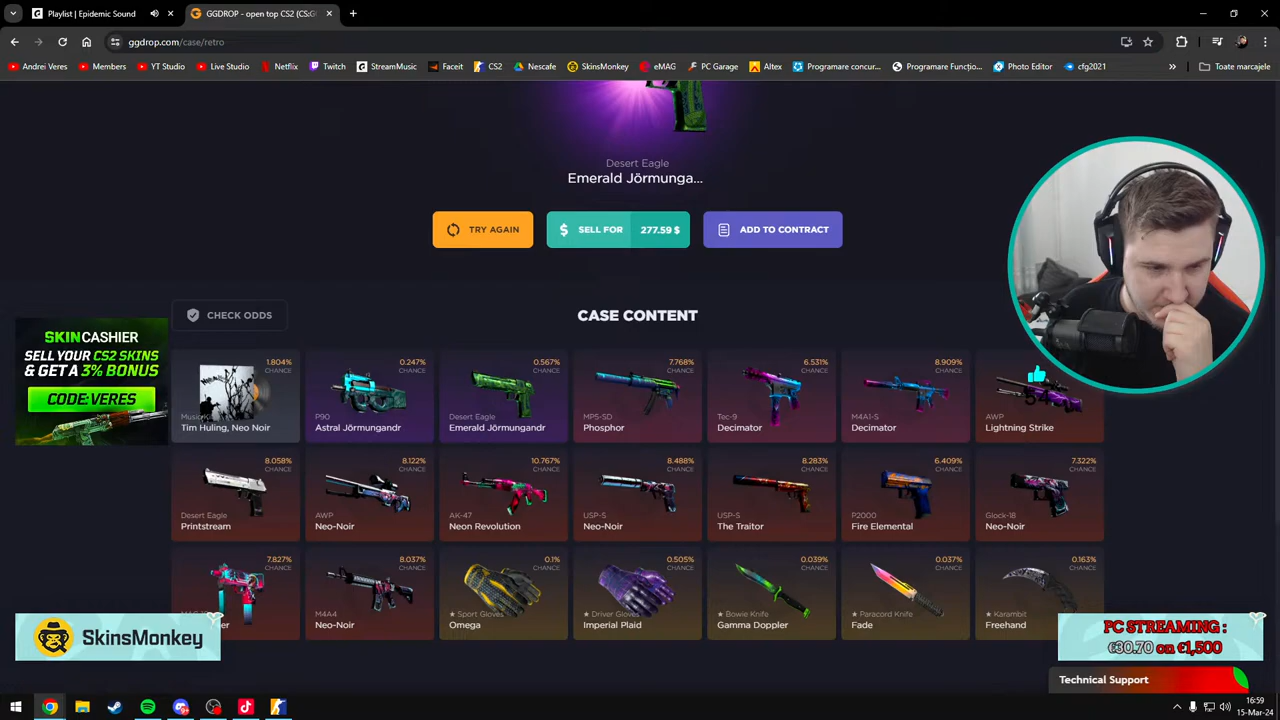 Playlist | Epidemic Sound
GGDROP - open top CS2 (CS:G
ggdrop.com/case/retro
Andrei Veres
Members
YT Studio
Live Studio
Netflix
Twitch
StreamMusic
Faceit
CS2
Nescafe
SkinsMonkey
eMAG
PC Garage
Altex
Programare concur...
Programare Funcțio...
Photo Editor
cfg2021
Toate marcajele
Desert Eagle
Emerald Jörmunga...
TRY AGAIN
$ SELL FOR 277.59 $
ADD TO CONTRACT
CHECK ODDS
CASE CONTENT
SKINCASHIER
SELL YOUR CS2 SKINS
& GET A 3% BONUS
CODE: VERES
1.804%
CHANCE
Music Ki
Tim Huling, Neo Noir
0.247%
CHANCE
P90
Astral Jörmungandr
0.567%
CHANCE
Desert Eagle
Emerald Jörmungandr
7.768%
CHANCE
MP5-SD
Phosphor
6.531%
CHANCE
Tec-9
Decimator
8.909%
CHANCE
M4A1-S
Decimator
AWP
Lightning Strike
8.058%
CHANCE
Desert Eagle
Printstream
8.122%
CHANCE
AWP
Neo-Noir
10.767%
CHANCE
AK-47
Neon Revolution
8.488%
CHANCE
USP-S
Neo-Noir
8.283%
CHANCE
USP-S
The Traitor
6.409%
CHANCE
P2000
Fire Elemental
7.322%
CHANCE
Glock-18
Neo-Noir
7.827%
CHANCE
8.037%
CHANCE
M4A4
Neo-Noir
0.1%
CHANCE
★ Sport Gloves
Omega
0.505%
CHANCE
★ Driver Gloves
Imperial Plaid
0.039%
CHANCE
★ Bowie Knife
Gamma Doppler
0.037%
CHANCE
★ Paracord Knife
Fade
0.163%
CHANCE
★ Karambit
Freehand
SkinsMonkey
PC STREAMING :
€30.70 on €1,500
Technical Support
16:59
15-Mar-24